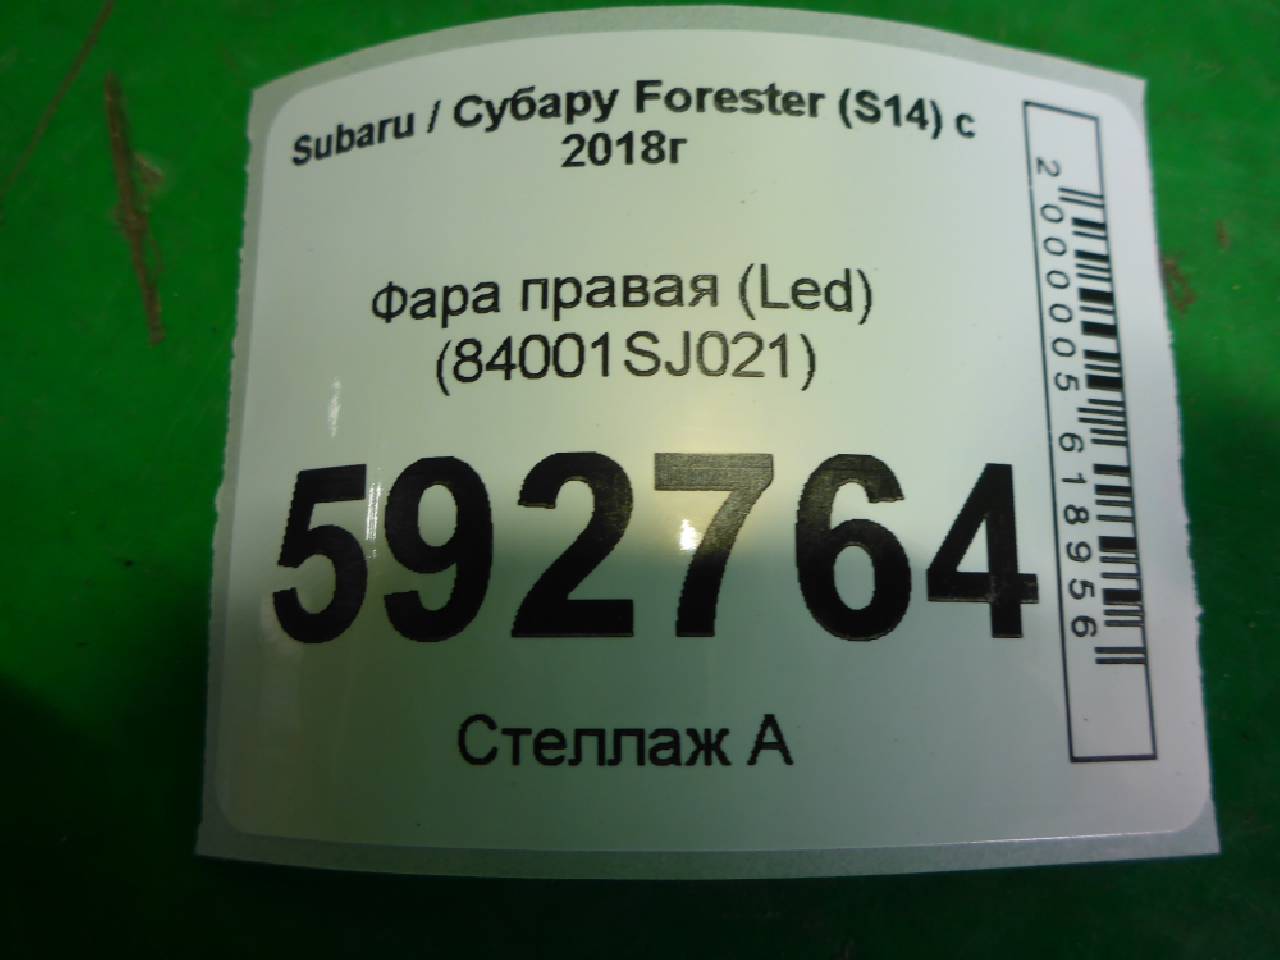 Subaru / Субару Forester (S14) с
2018г
Фара правая (Led)
(84001SJ021)
592764
Стеллаж А
2000005618956